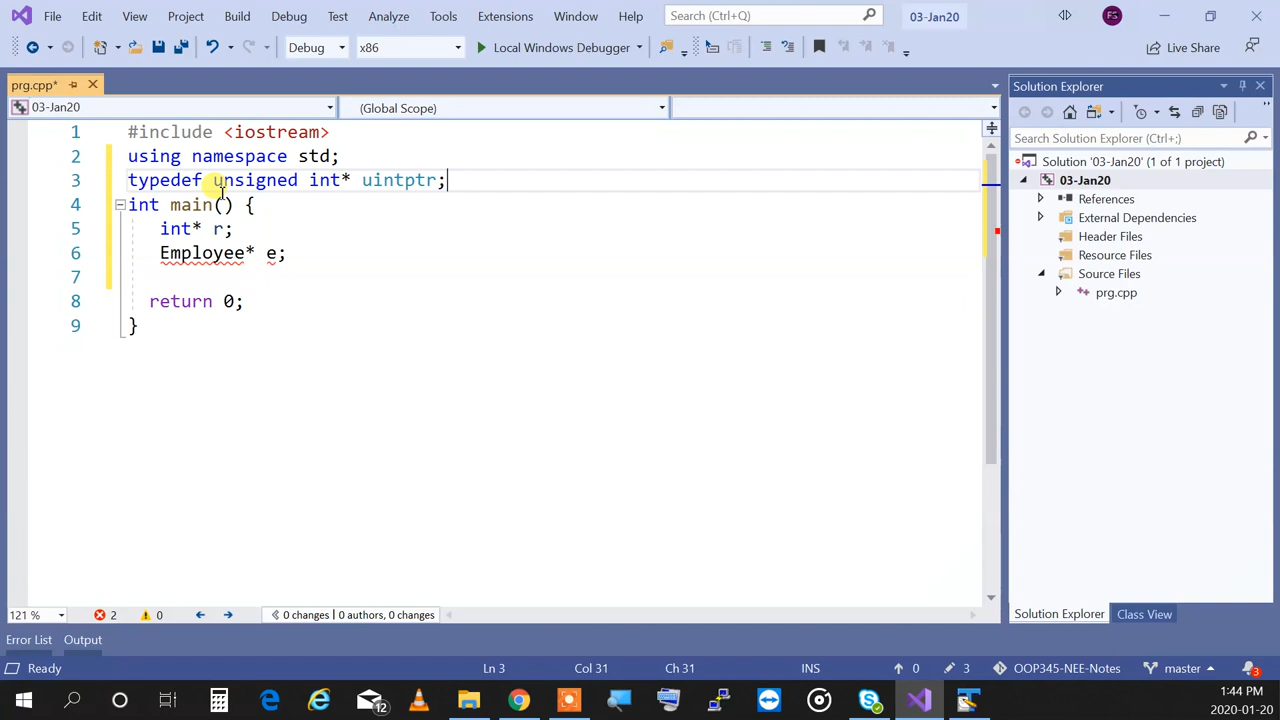 File Edit View Project Build Debug Test Analyze Tools Extensions Window Help Search (Ctrl+Q) 03-Jan20 FS
Debug x86 Local Windows Debugger Live Share
prg.cpp*
03-Jan20 (Global Scope)
1 #include <iostream>
2 using namespace std;
3 typedef unsigned int* uintptr;
4 int main() {
5 int* r;
6 Employee* e;
7
8 return 0;
9 }
Solution Explorer
Search Solution Explorer (Ctrl+;)
Solution '03-Jan20' (1 of 1 project)
03-Jan20
References
External Dependencies
Header Files
Resource Files
Source Files
prg.cpp
121 % 2 0 0 changes | 0 authors, 0 changes
Solution Explorer Class View
Error List Output
Ready Ln 3 Col 31 Ch 31 INS 0 3 OOP345-NEE-Notes master 3
12
1:44 PM
2020-01-20